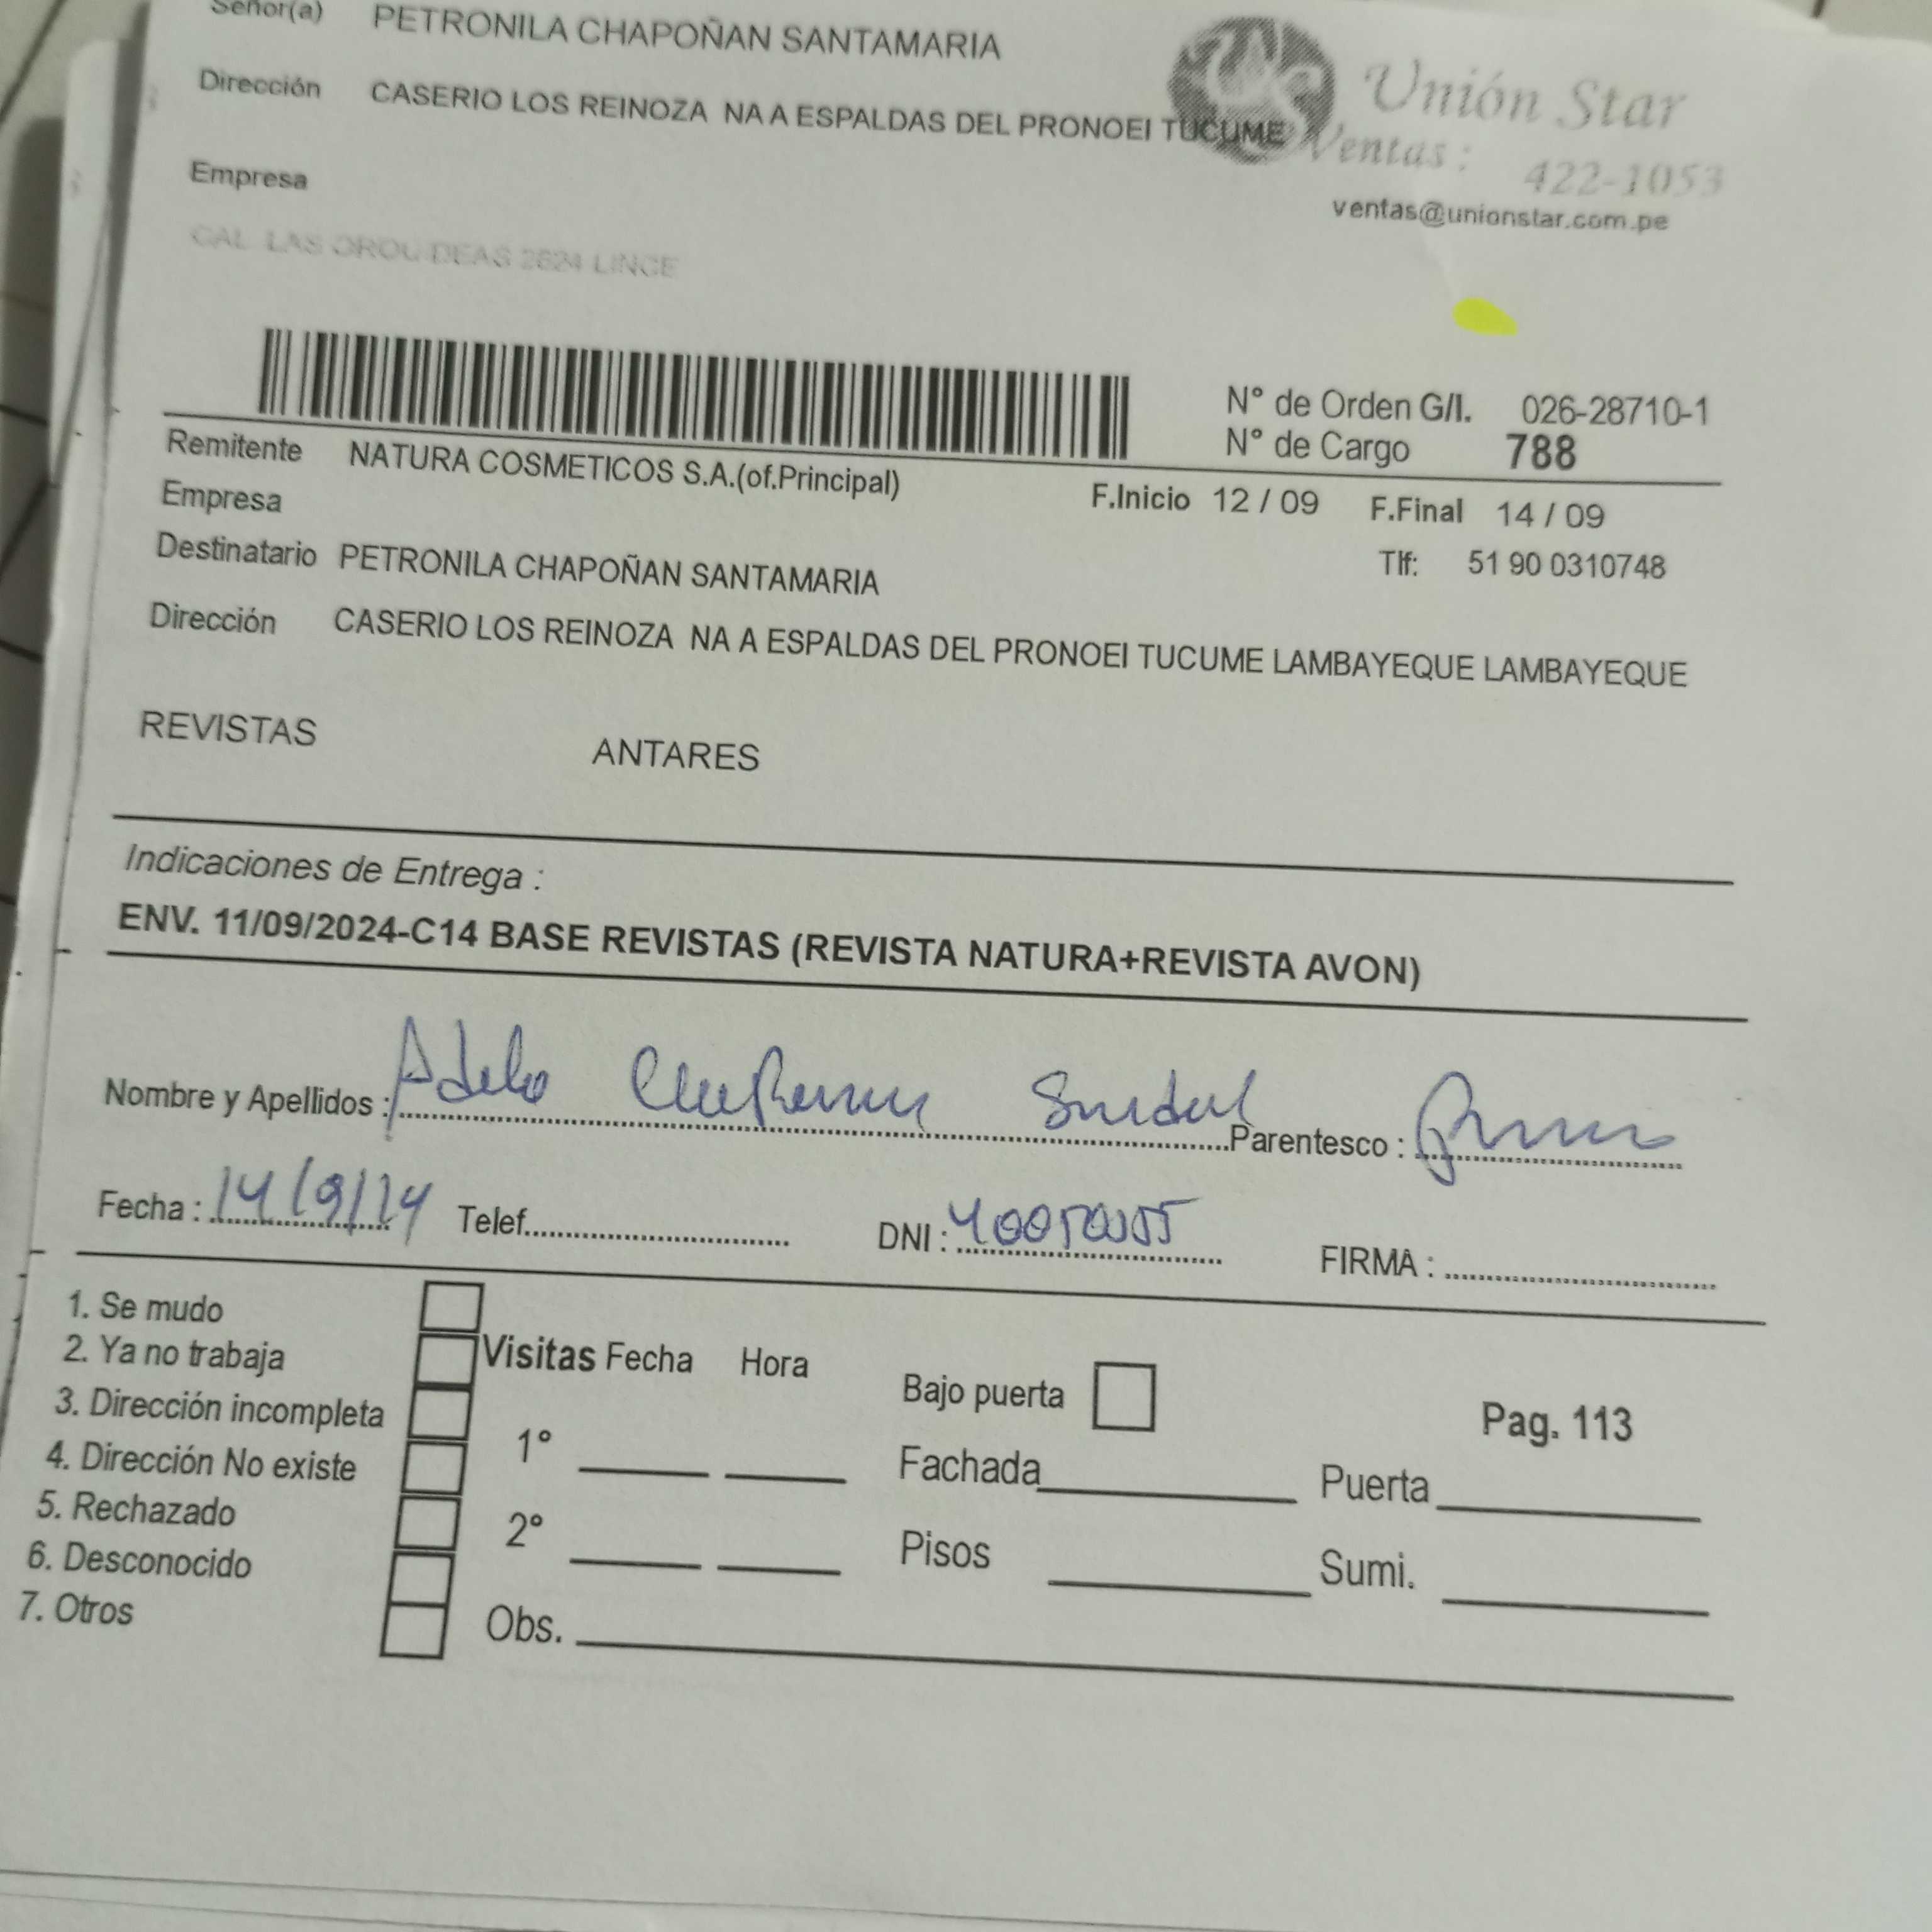 Señor(a) PETRONILA CHAPOÑAN SANTAMARIA
Unión Star
Dirección CASERIO LOS REINOZA NA A ESPALDAS DEL PRONOEI TUCUME
Ventas : 422-1053
Empresa
ventas@unionstar.com.pe
CAL LAS ORQUIDEAS 2624 LINCE
N° de Orden G/I. 026-28710-1
N° de Cargo 788
Remitente NATURA COSMETICOS S.A.(of.Principal)
Empresa
F.Inicio 12 / 09 F.Final 14 / 09
Destinatario PETRONILA CHAPOÑAN SANTAMARIA
Tlf: 51 90 0310748
Dirección CASERIO LOS REINOZA NA A ESPALDAS DEL PRONOEI TUCUME LAMBAYEQUE LAMBAYEQUE
REVISTAS ANTARES
Indicaciones de Entrega :
ENV. 11/09/2024-C14 BASE REVISTAS (REVISTA NATURA+REVISTA AVON)
Nombre y Apellidos : Parentesco :
Fecha : 14/9/24 Telef. DNI : FIRMA :
1. Se mudo
2. Ya no trabaja
3. Dirección incompleta
4. Dirección No existe
5. Rechazado
6. Desconocido
7. Otros
Visitas Fecha Hora
1°
2°
Obs.
Bajo puerta
Pag. 113
Fachada Puerta
Pisos Sumi.